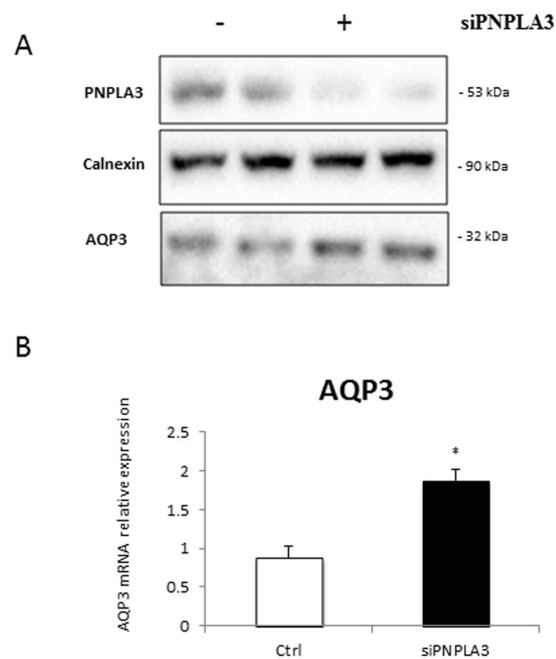 A
- + siPNPLA3
PNPLA3 - 53 kDa
Calnexin - 90 kDa
AQP3 - 32 kDa
B
AQP3
AQP3 mRNA relative expression
2.5
2
1.5
1
0.5
0
*
Ctrl siPNPLA3